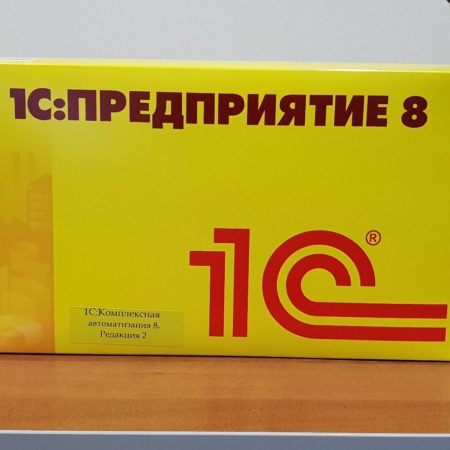 1С:ПРЕДПРИЯТИЕ 8
1С®
1С:Комплексная
автоматизация 8.
Редакция 2